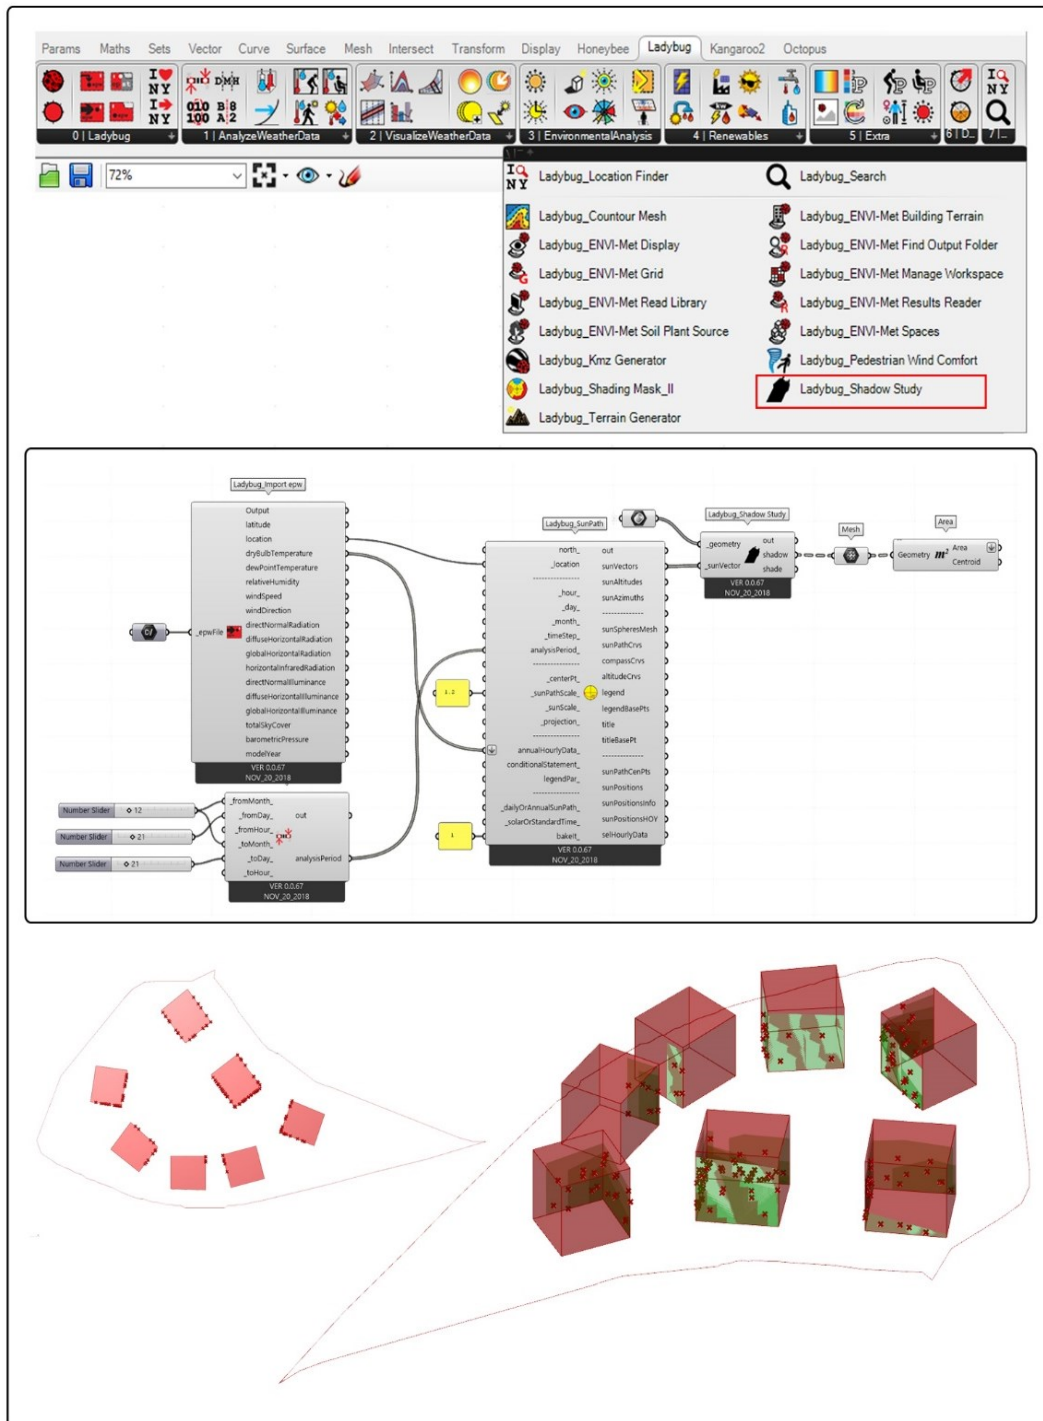 Params Maths Sets Vector Curve Surface Mesh Intersect Transform Display Honeybee Ladybug Kangaroo2 Octopus
0 | Ladybug 1 | AnalyzeWeatherData 2 | VisualizeWeatherData 3 | EnvironmentalAnalysis 4 | Renewables 5 | Extra 6 | D... 7 |...
72%
Ladybug_Location Finder Ladybug_Search
Ladybug_Countour Mesh Ladybug_ENVI-Met Building Terrain
Ladybug_ENVI-Met Display Ladybug_ENVI-Met Find Output Folder
Ladybug_ENVI-Met Grid Ladybug_ENVI-Met Manage Workspace
Ladybug_ENVI-Met Read Library Ladybug_ENVI-Met Results Reader
Ladybug_ENVI-Met Soil Plant Source Ladybug_ENVI-Met Spaces
Ladybug_Kmz Generator Ladybug_Pedestrian Wind Comfort
Ladybug_Shading Mask_II Ladybug_Shadow Study
Ladybug_Terrain Generator
Ladybug_Import epw
Output
latitude
location
dryBulbTemperature
dewPointTemperature
relativeHumidity
windSpeed
windDirection
directNormalRadiation
_epwFile
diffuseHorizontalRadiation
globalHorizontalRadiation
horizontalInfraredRadiation
directNormalIlluminance
diffuseHorizontalIlluminance
globalHorizontalIlluminance
totalSkyCover
barometricPressure
modelYear
VER 0.0.67
NOV_20_2018
Number Slider 12
Number Slider 21
Number Slider 21
_fromMonth_
_fromDay_ out
_fromHour_
_toMonth_
_toDay_ analysisPeriod
_toHour_
VER 0.0.67
NOV_20_2018
1.2
1
Ladybug_SunPath
north_ out
_location sunVectors
---------------- sunAltitudes
_hour_ sunAzimuths
_day_ ---------------
_month_ sunSpheresMesh
_timeStep_ sunPathCrvs
analysisPeriod_ compassCrvs
---------------- altitudeCrvs
_centerPt_ legend
_sunPathScale_ legendBasePts
_sunScale_ title
_projection_ titleBasePt
---------------- ---------------
annualHourlyData_ sunPathCenPts
conditionalStatement_ sunPositions
legendPar_ sunPositionsInfo
---------------- sunPositionsHOY
_dailyOrAnnualSunPath_ selHourlyData
_solarOrStandardTime_
bakeIt_
VER 0.0.67
NOV_20_2018
Ladybug_Shadow Study
_geometry out
shadow
_sunVector shade
VER 0.0.67
NOV_20_2018
Mesh
Area
Geometry m² Area
Centroid